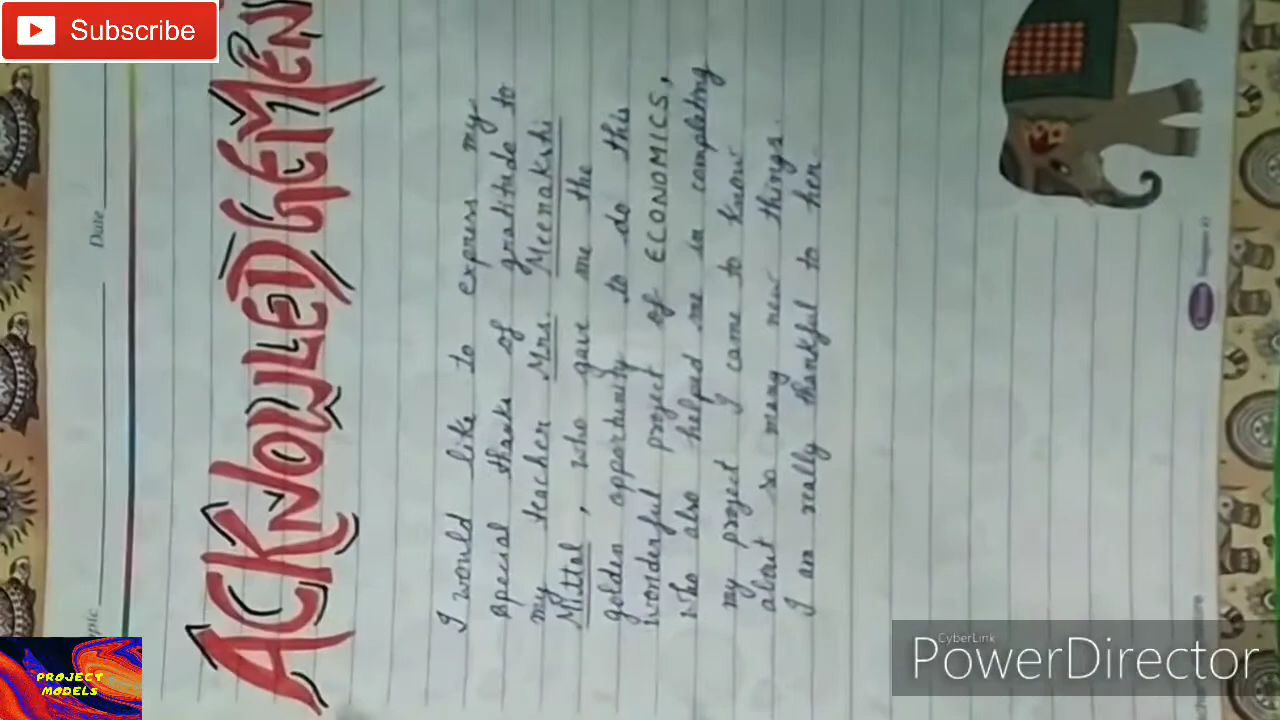 Subscribe
Date
ACKNOWLEDGEMEN
I would like to express my
special thanks of gratitude to
my teacher Mrs. Meenakshi
Mittal, who gave me the
golden opportunity to do this
wonderful project of ECONOMICS,
who also helped me in completing
my project I came to know
about so many new things.
I am really thankful to her
PROJECT
MODELS
CyberLink
PowerDirector